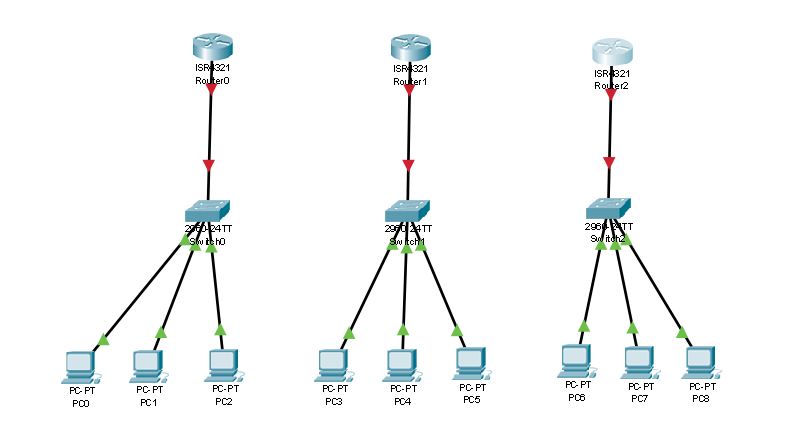 ISR4321
Router0
ISR4321
Router1
ISR4321
Router2
2960-24TT
Switch0
2960-24TT
Switch1
2960-24TT
Switch2
PC-PT
PC0
PC-PT
PC1
PC-PT
PC2
PC-PT
PC3
PC-PT
PC4
PC-PT
PC5
PC-PT
PC6
PC-PT
PC7
PC-PT
PC8